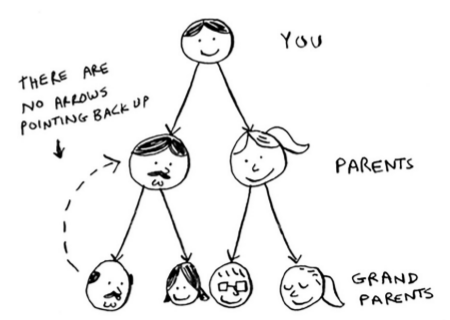 YOU
THERE ARE
NO ARROWS
POINTING BACK UP
PARENTS
GRAND
PARENTS